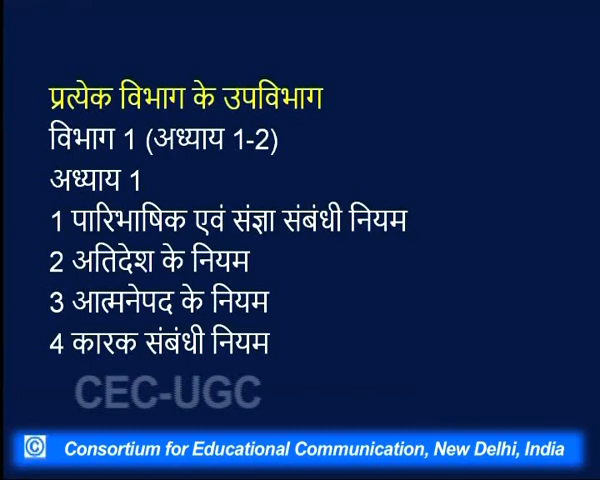 प्रत्येक विभाग के उपविभाग
विभाग 1 (अध्याय 1-2)
अध्याय 1
1 पारिभाषिक एवं संज्ञा संबंधी नियम
2 अतिदेश के नियम
3 आत्मनेपद के नियम
4 कारक संबंधी नियम
CEC-UGC
© Consortium for Educational Communication, New Delhi, India